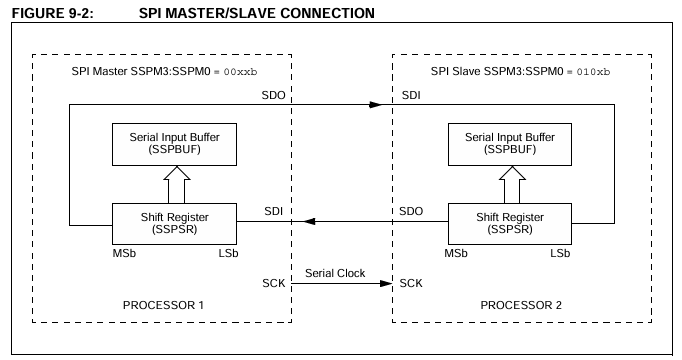 FIGURE 9-2: SPI MASTER/SLAVE CONNECTION
SPI Master SSPM3:SSPM0 = 00xxb
SPI Slave SSPM3:SSPM0 = 010xb
SDO
SDI
Serial Input Buffer
(SSPBUF)
Serial Input Buffer
(SSPBUF)
Shift Register
(SSPSR)
SDI
SDO
Shift Register
(SSPSR)
MSb
LSb
MSb
LSb
SCK
Serial Clock
SCK
PROCESSOR 1
PROCESSOR 2